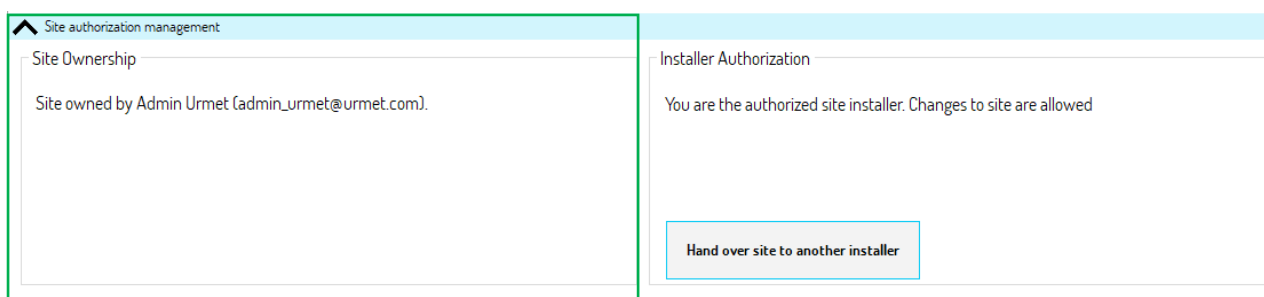 Site authorization management
Site Ownership
Site owned by Admin Urmet (admin_urmet@urmet.com).
Installer Authorization
You are the authorized site installer. Changes to site are allowed
Hand over site to another installer